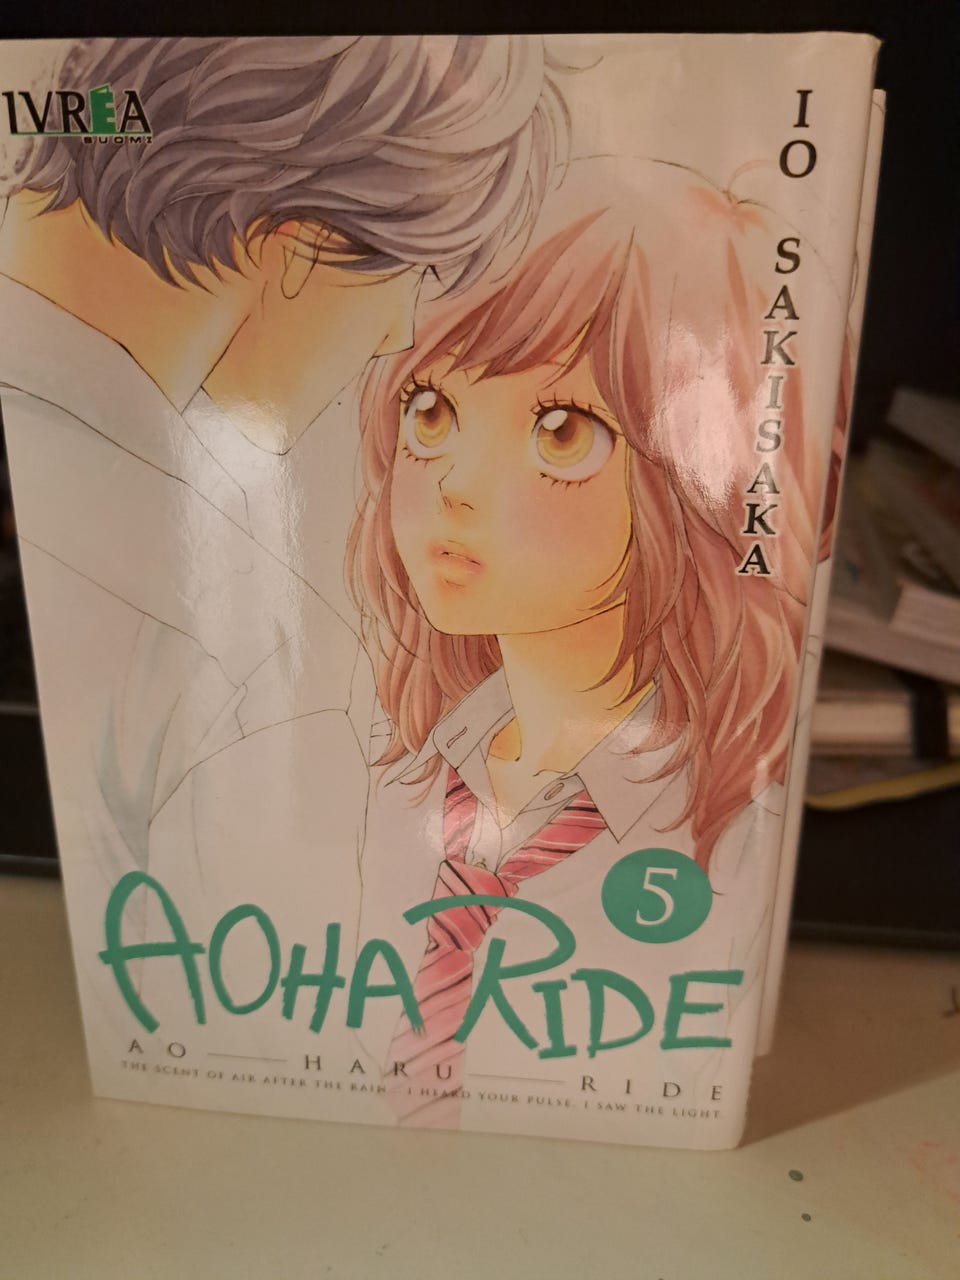 IVREA
SUOMI
IO SAKISAKA
5
AOHA RIDE
AO HARU RIDE
THE SCENT OF AIR AFTER THE RAIN... I HEARD YOUR PULSE. I SAW THE LIGHT.